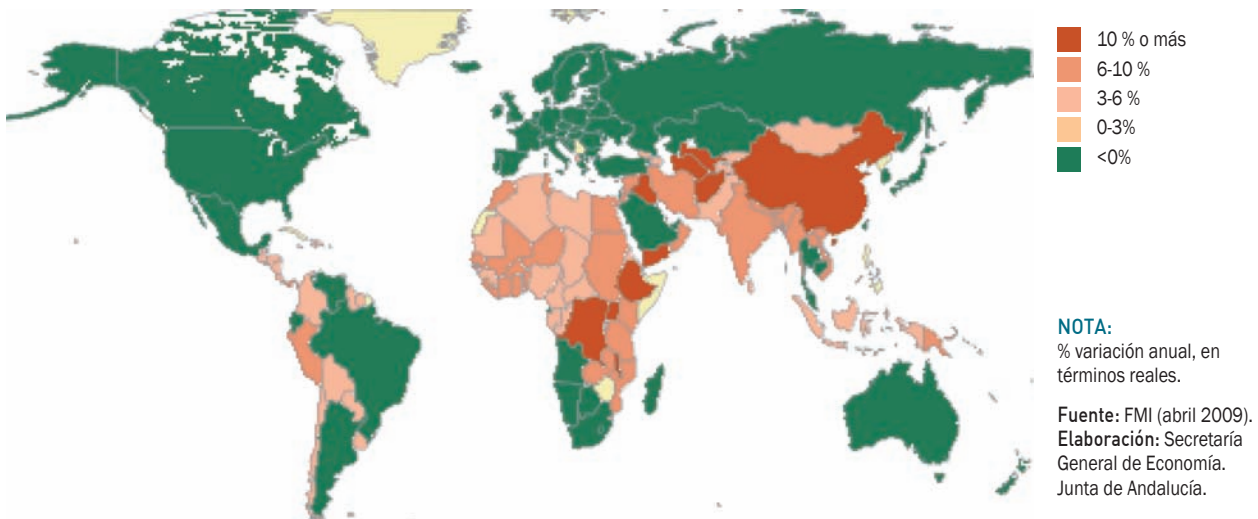 10 % o más
6-10 %
3-6 %
0-3%
<0%
NOTA:
% variación anual, en
términos reales.
Fuente: FMI (abril 2009).
Elaboración: Secretaría
General de Economía.
Junta de Andalucía.